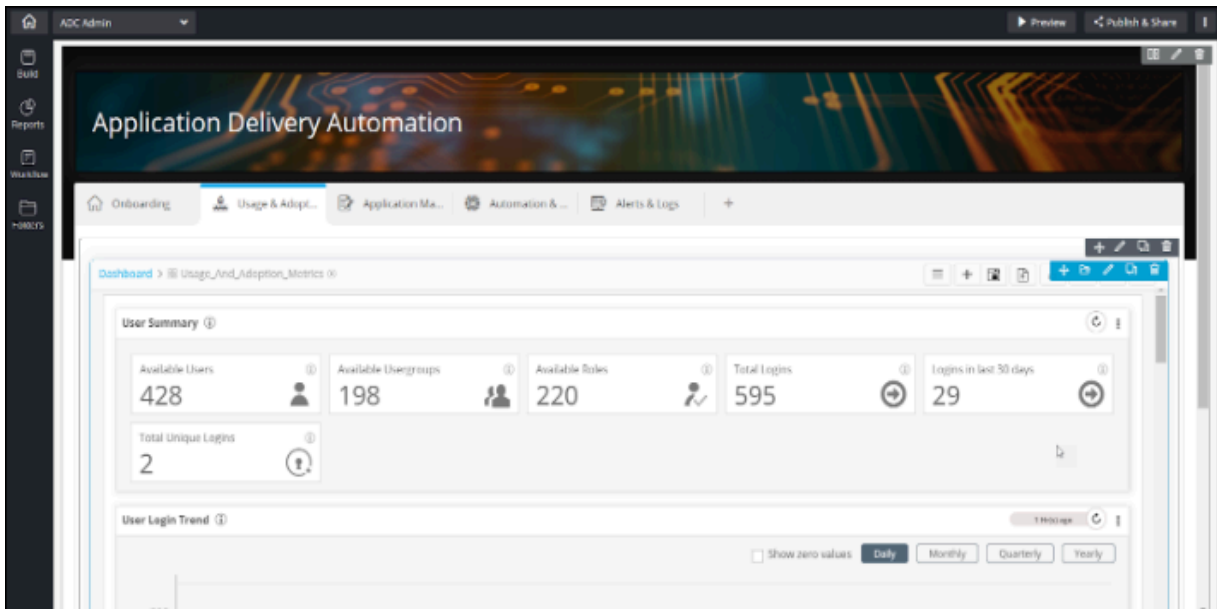 ADC Admin
Preview
Publish & Share
Build
Reports
Workflow
Folders
Application Delivery Automation
Onboarding
Usage & Adopt...
Application Ma...
Automation & ...
Alerts & Logs
Dashboard > Usage_And_Adoption_Metrics
User Summary
Available Users
428
Available Usergroups
198
Available Roles
220
Total Logins
595
Logins in last 30 days
29
Total Unique Logins
2
User Login Trend
Show zero values
Daily
Monthly
Quarterly
Yearly